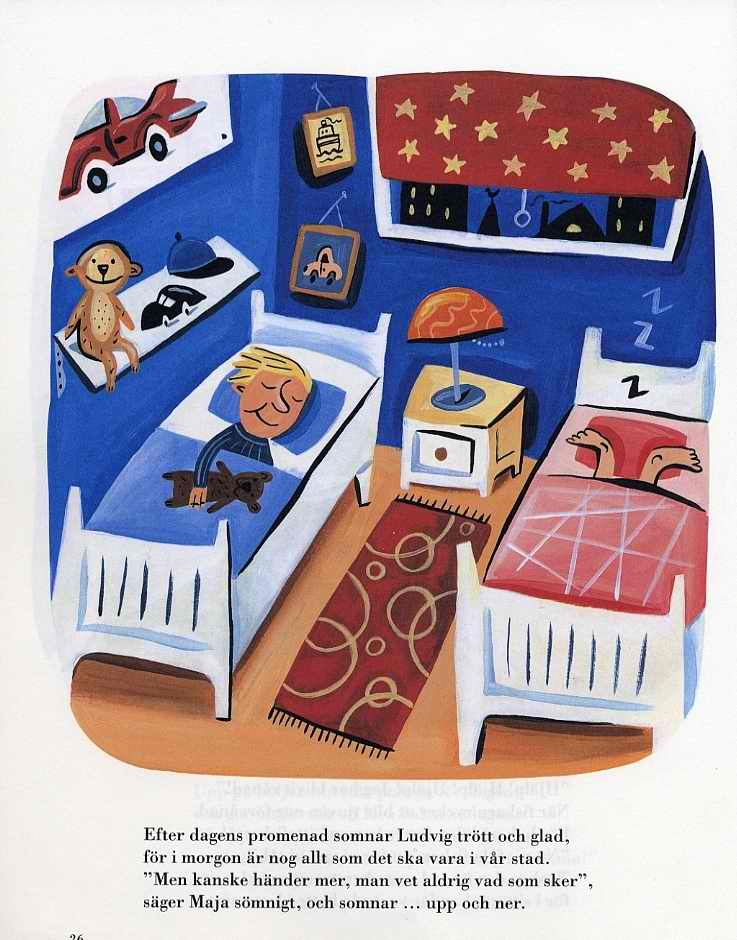 z
z
z
Efter dagens promenad somnar Ludvig trött och glad,
för i morgon är nog allt som det ska vara i vår stad.
”Men kanske händer mer, man vet aldrig vad som sker”,
säger Maja sömnigt, och somnar … upp och ner.
26